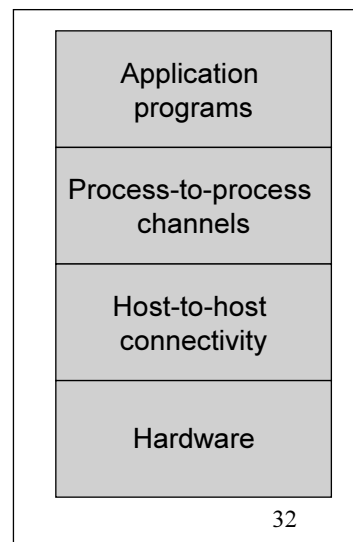 Application
programs
Process-to-process
channels
Host-to-host
connectivity
Hardware
32